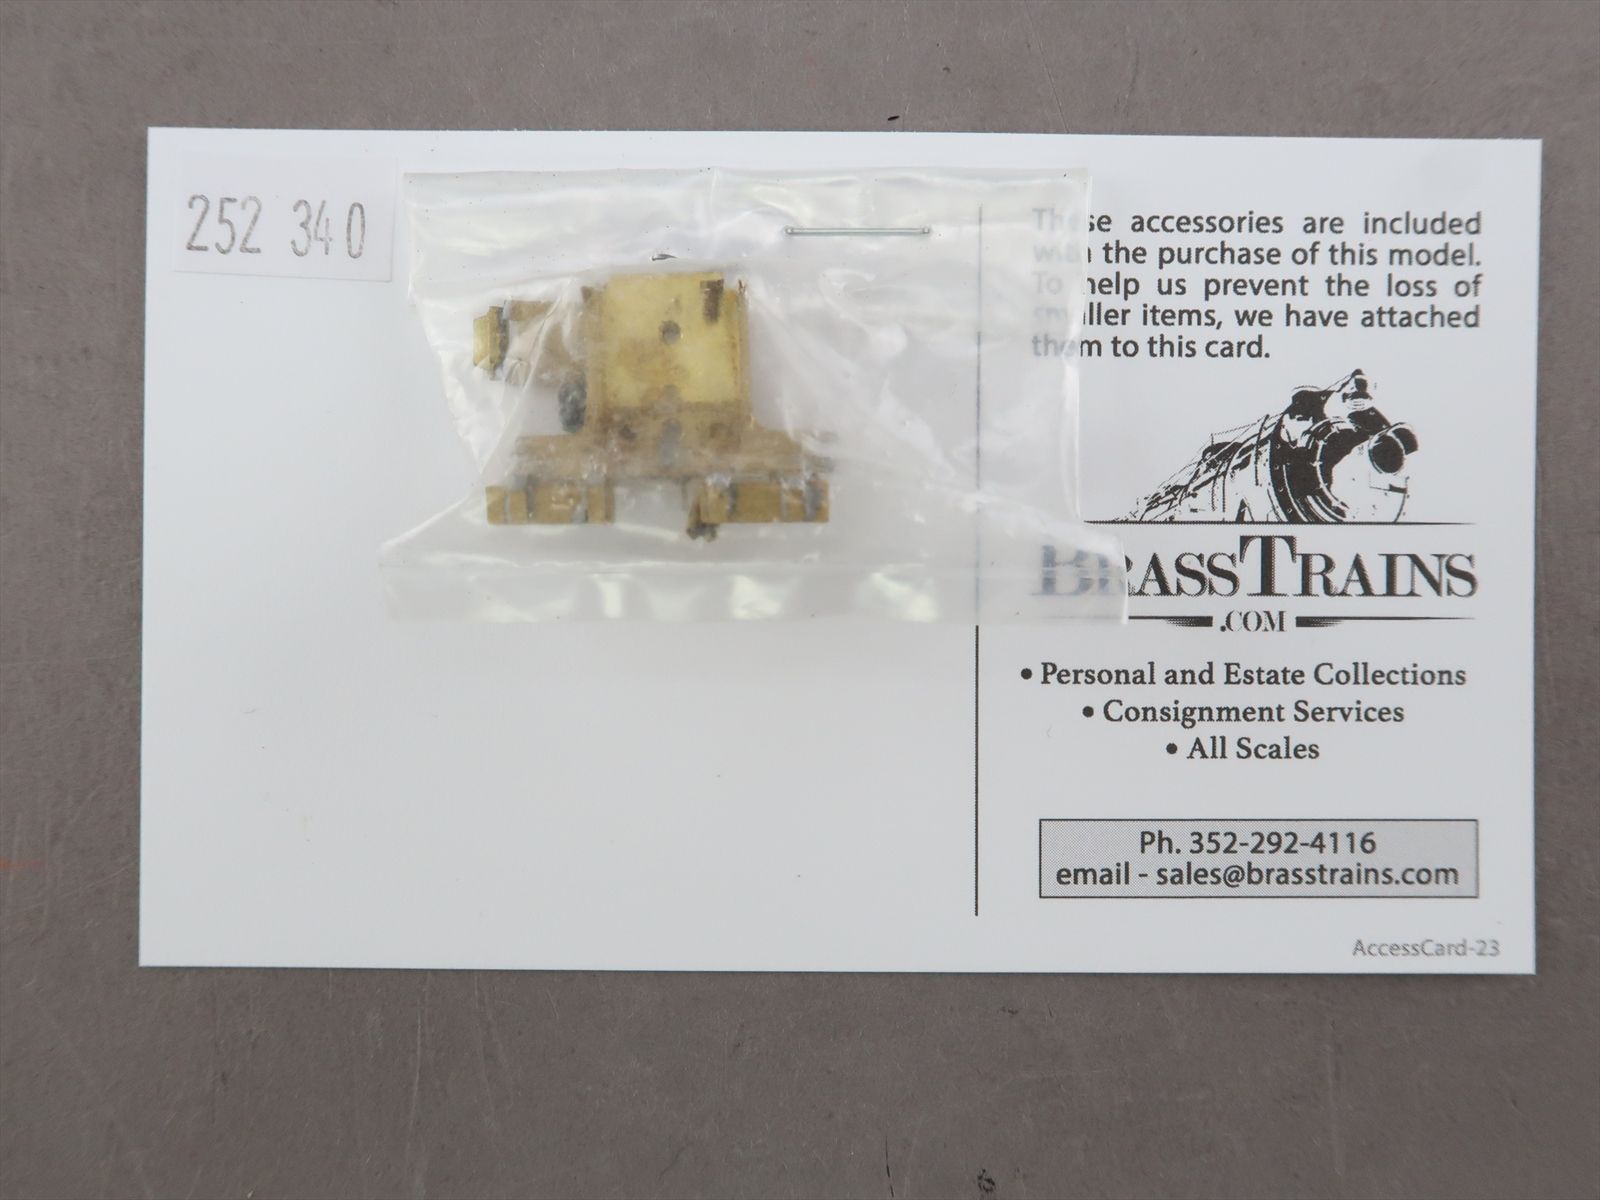 252 340
These accessories are included
with the purchase of this model.
To help us prevent the loss of
smaller items, we have attached
them to this card.
BRASSTRAINS
.COM
• Personal and Estate Collections
• Consignment Services
• All Scales
Ph. 352-292-4116
email - sales@brasstrains.com
AccessCard-23